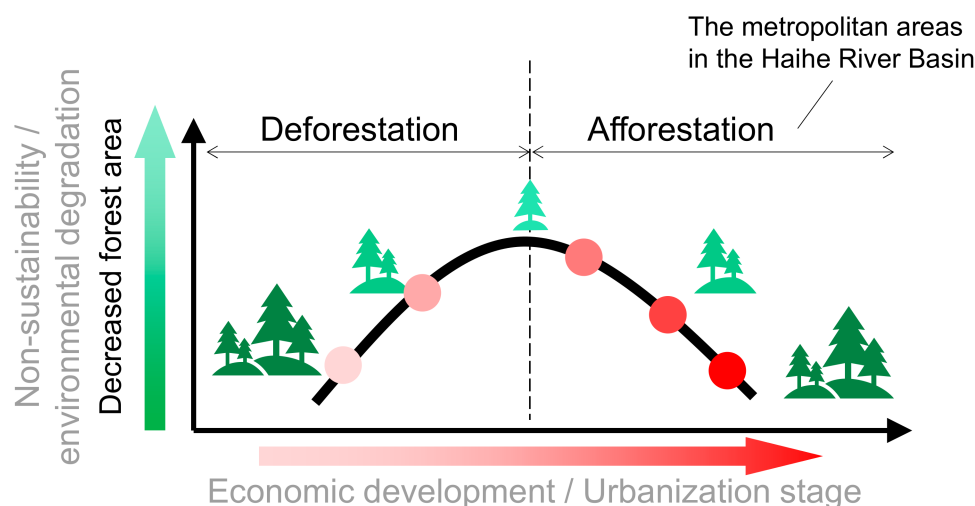 The metropolitan areas
in the Haihe River Basin
Deforestation
Afforestation
Non-sustainability /
environmental degradation
Decreased forest area
Economic development / Urbanization stage